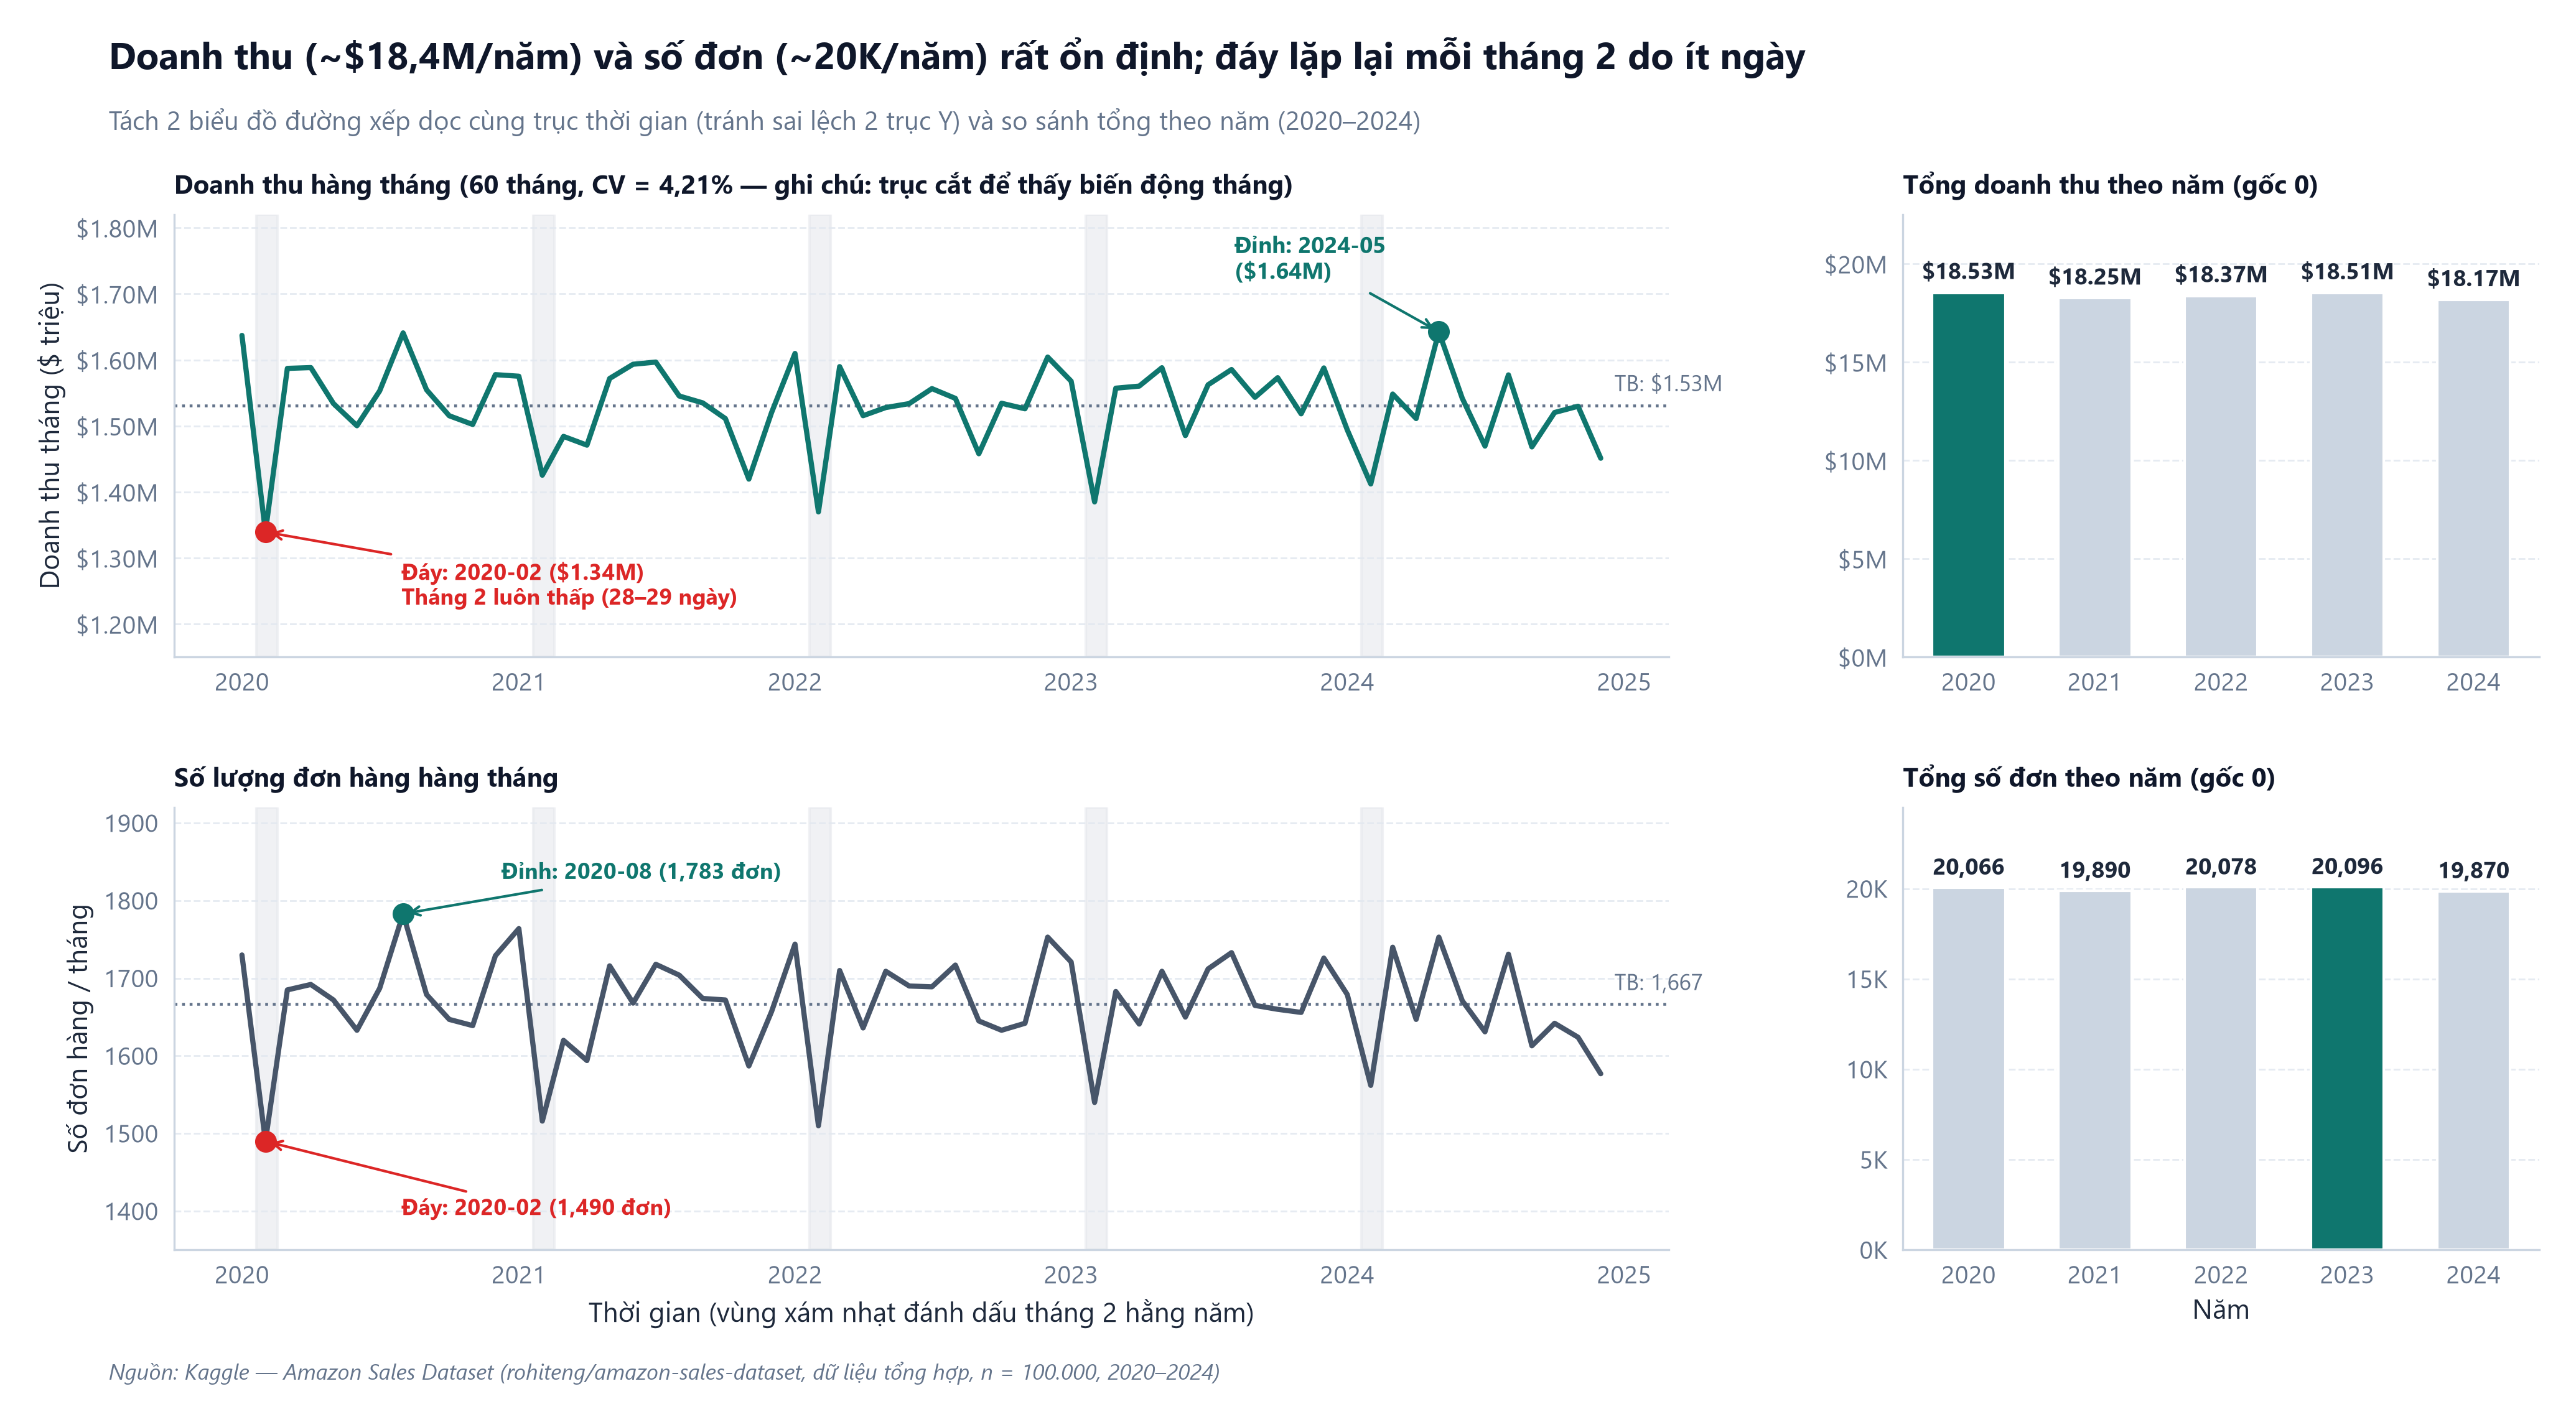 Doanh thu (~$18,4M/năm) và số đơn (~20K/năm) rất ổn định; đáy lặp lại mỗi tháng 2 do ít ngày
Tách 2 biểu đồ đường xếp dọc cùng trục thời gian (tránh sai lệch 2 trục Y) và so sánh tổng theo năm (2020–2024)
Doanh thu hàng tháng (60 tháng, CV = 4,21% — ghi chú: trục cắt để thấy biến động tháng)
Doanh thu tháng ($ triệu)
$1.80M
$1.70M
$1.60M
$1.50M
$1.40M
$1.30M
$1.20M
Đỉnh: 2024-05
($1.64M)
TB: $1.53M
Đáy: 2020-02 ($1.34M)
Tháng 2 luôn thấp (28–29 ngày)
2020 2021 2022 2023 2024 2025
Tổng doanh thu theo năm (gốc 0)
$20M
$15M
$10M
$5M
$0M
$18.53M $18.25M $18.37M $18.51M $18.17M
2020 2021 2022 2023 2024
Số lượng đơn hàng hàng tháng
Số đơn hàng / tháng
1900
1800
1700
1600
1500
1400
Đỉnh: 2020-08 (1,783 đơn)
TB: 1,667
Đáy: 2020-02 (1,490 đơn)
2020 2021 2022 2023 2024 2025
Thời gian (vùng xám nhạt đánh dấu tháng 2 hằng năm)
Tổng số đơn theo năm (gốc 0)
20K
15K
10K
5K
0K
20,066 19,890 20,078 20,096 19,870
2020 2021 2022 2023 2024
Năm
Nguồn: Kaggle — Amazon Sales Dataset (rohiteng/amazon-sales-dataset, dữ liệu tổng hợp, n = 100.000, 2020–2024)